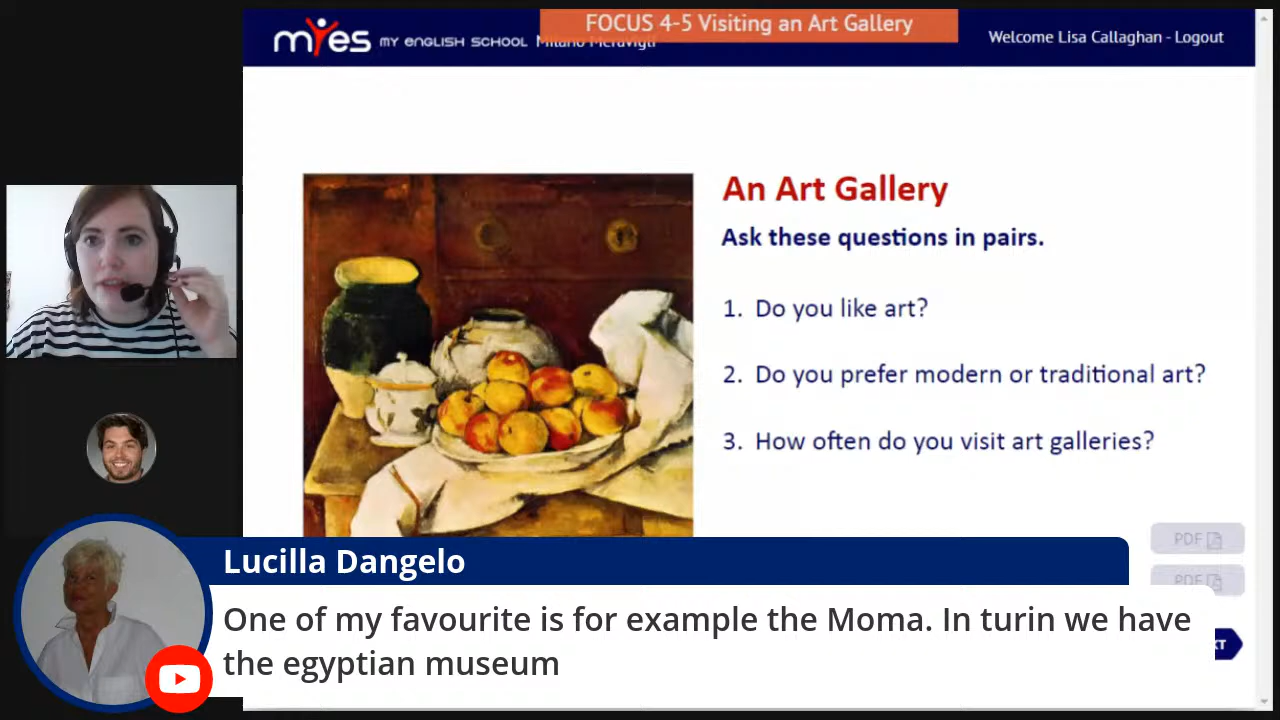 FOCUS 4-5 Visiting an Art Gallery
myes MY ENGLISH SCHOOL Milano Meravigli
Welcome Lisa Callaghan - Logout
An Art Gallery
Ask these questions in pairs.
1. Do you like art?
2. Do you prefer modern or traditional art?
3. How often do you visit art galleries?
PDF
PDF
Lucilla Dangelo
One of my favourite is for example the Moma. In turin we have
the egyptian museum